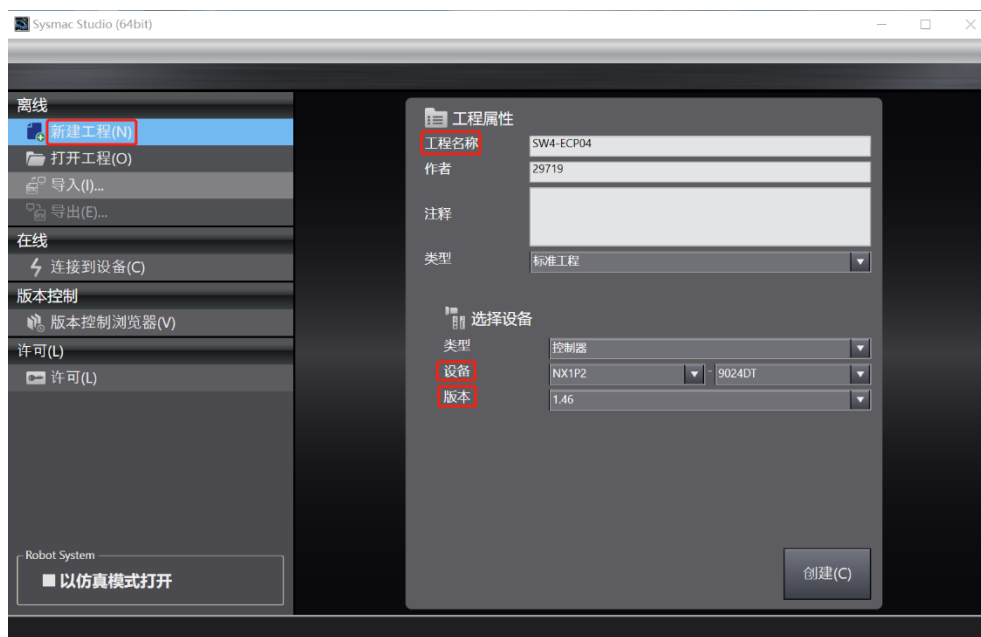 Sysmac Studio (64bit)
离线
新建工程(N)
打开工程(O)
导入(I)...
导出(E)...
在线
连接到设备(C)
版本控制
版本控制浏览器(V)
许可(L)
许可(L)
Robot System
以仿真模式打开
工程属性
工程名称 SW4-ECP04
作者 29719
注释
类型 标准工程
选择设备
类型 控制器
设备 NX1P2 - 9024DT
版本 1.46
创建(C)